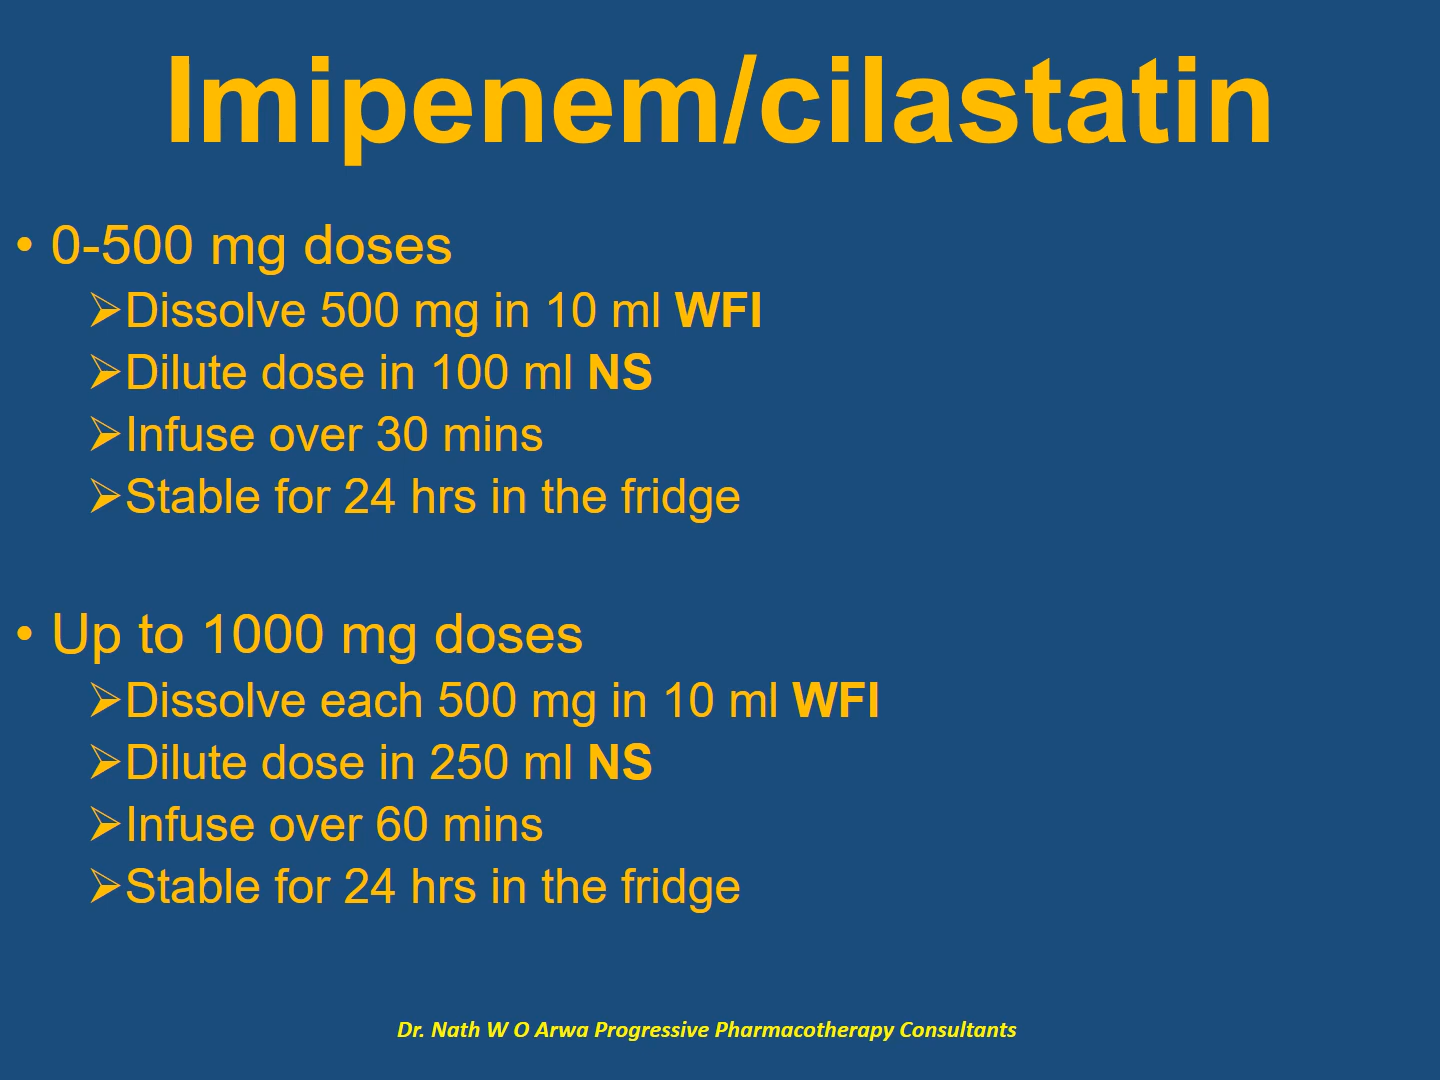 Imipenem/cilastatin
• 0-500 mg doses
➢Dissolve 500 mg in 10 ml WFI
➢Dilute dose in 100 ml NS
➢Infuse over 30 mins
➢Stable for 24 hrs in the fridge
• Up to 1000 mg doses
➢Dissolve each 500 mg in 10 ml WFI
➢Dilute dose in 250 ml NS
➢Infuse over 60 mins
➢Stable for 24 hrs in the fridge
Dr. Nath W O Arwa Progressive Pharmacotherapy Consultants